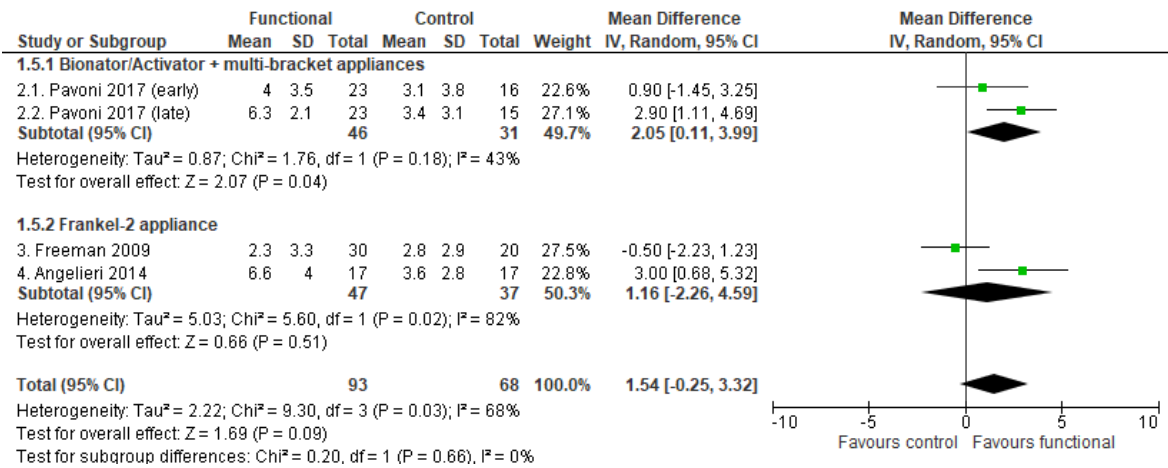 Functional Control Mean Difference Mean Difference
Study or Subgroup Mean SD Total Mean SD Total Weight IV, Random, 95% CI IV, Random, 95% CI
1.5.1 Bionator/Activator + multi-bracket appliances
2.1. Pavoni 2017 (early) 4 3.5 23 3.1 3.8 16 22.6% 0.90 [-1.45, 3.25]
2.2. Pavoni 2017 (late) 6.3 2.1 23 3.4 3.1 15 27.1% 2.90 [1.11, 4.69]
Subtotal (95% CI) 46 31 49.7% 2.05 [0.11, 3.99]
Heterogeneity: Tau² = 0.87; Chi² = 1.76, df = 1 (P = 0.18); I² = 43%
Test for overall effect: Z = 2.07 (P = 0.04)
1.5.2 Frankel-2 appliance
3. Freeman 2009 2.3 3.3 30 2.8 2.9 20 27.5% -0.50 [-2.23, 1.23]
4. Angelieri 2014 6.6 4 17 3.6 2.8 17 22.8% 3.00 [0.68, 5.32]
Subtotal (95% CI) 47 37 50.3% 1.16 [-2.26, 4.59]
Heterogeneity: Tau² = 5.03; Chi² = 5.60, df = 1 (P = 0.02); I² = 82%
Test for overall effect: Z = 0.66 (P = 0.51)
Total (95% CI) 93 68 100.0% 1.54 [-0.25, 3.32]
Heterogeneity: Tau² = 2.22; Chi² = 9.30, df = 3 (P = 0.03); I² = 68%
Test for overall effect: Z = 1.69 (P = 0.09)
Test for subgroup differences: Chi² = 0.20, df = 1 (P = 0.66), I² = 0%
-10 -5 0 5 10
Favours control Favours functional